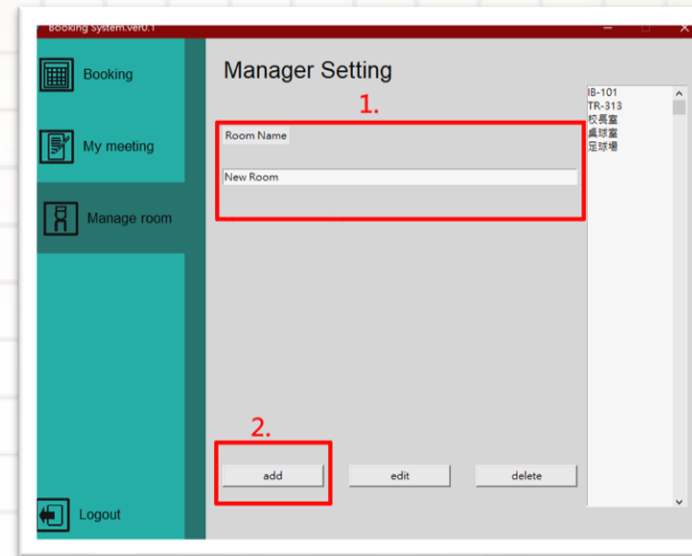 Booking System.ver0.1
Booking
My meeting
Manage room
Logout
Manager Setting
1.
Room Name
New Room
2.
add
edit
delete
IB-101
TR-313
校長室
桌球室
足球場